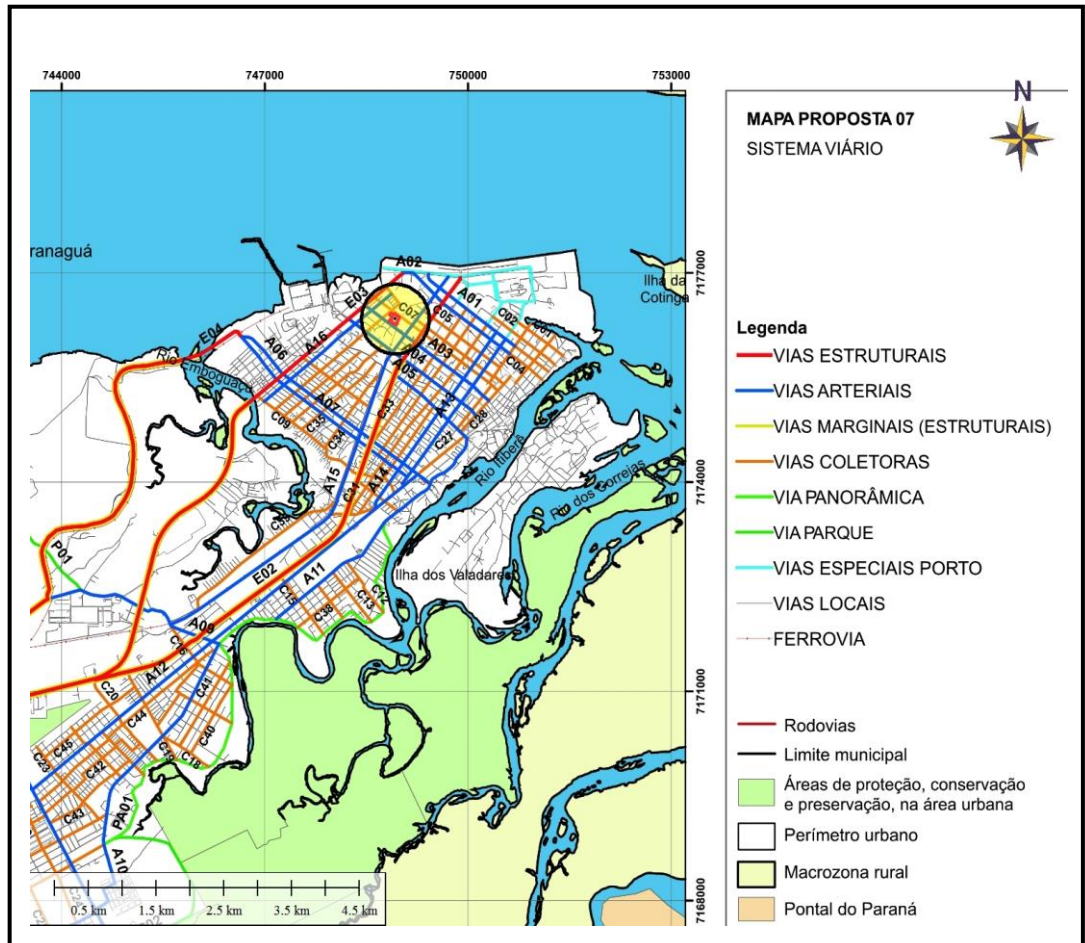 744000
747000
750000
753000
N
MAPA PROPOSTA 07
SISTEMA VIÁRIO
ranaguá
A02
7177000
Ilha da
Cotinga
E03
A01
C07
C05
C02
E04
A06
A16
A03
C04
Rio Emboguaçu
A05
A07
A13
C33
C09
C35
C34
C28
C27
Rio Itiberê
A15
C31
A14
7174000
Rio dos Correias
P01
E02
A11
Ilha dos Valadares
C15
C12
C13
C38
A09
C16
A12
7171000
C20
C41
C44
C40
C45
C23
C19
C18
C42
C43
PA01
A10
7168000
0.5 km
1.5 km
2.5 km
3.5 km
4.5 km
Legenda
VIAS ESTRUTURAIS
VIAS ARTERIAIS
VIAS MARGINAIS (ESTRUTURAIS)
VIAS COLETORAS
VIA PANORÂMICA
VIA PARQUE
VIAS ESPECIAIS PORTO
VIAS LOCAIS
FERROVIA
Rodovias
Limite municipal
Áreas de proteção, conservação
e preservação, na área urbana
Perímetro urbano
Macrozona rural
Pontal do Paraná